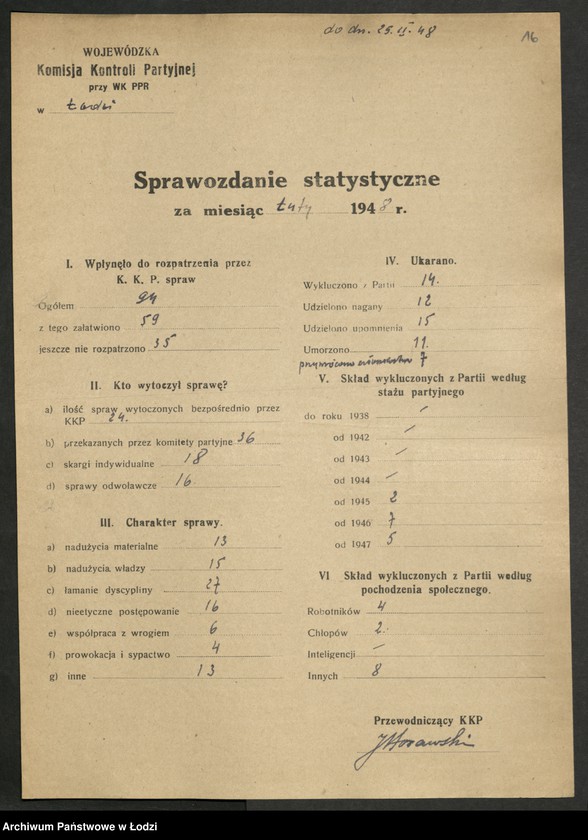 do dn. 25.II.48
16
WOJEWÓDZKA
Komisja Kontroli Partyjnej
przy WK PPR
w Łodzi
Sprawozdanie statystyczne
za miesiąc Luty 1948 r.
I. Wpłynęło do rozpatrzenia przez
K. K. P. spraw
Ogółem 94
z tego załatwiono 59
jeszcze nie rozpatrzono 35
II. Kto wytoczył sprawę?
a) ilość spraw wytoczonych bezpośrednio przez
KKP 24.
b) przekazanych przez komitety partyjne 36
c) skargi indywidualne 18
d) sprawy odwoławcze 16
III. Charakter sprawy.
a) nadużycia materialne 13
b) nadużycia władzy 15
c) łamanie dyscypliny 27
d) nieetyczne postępowanie 16
e) współpraca z wrogiem 6
f) prowokacja i sypactwo 4
g) inne 13
IV. Ukarano.
Wykluczono z Partii 14.
Udzielono nagany 12
Udzielono upomnienia 15
Umorzono 11.
7
V. Skład wykluczonych z Partii według
stażu partyjnego
do roku 1938 —
od 1942 —
od 1943 —
od 1944 —
od 1945 2
od 1946 7
od 1947 5
VI Skład wykluczonych z Partii według
pochodzenia społecznego.
Robotników 4
Chłopów 2.
Inteligencji —
Innych 8
Przewodniczący KKP
Archiwum Państwowe w Łodzi